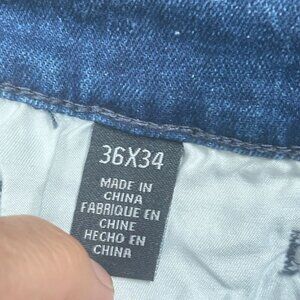 36X34
MADE IN
CHINA
FABRIQUE EN
CHINE
HECHO EN
CHINA